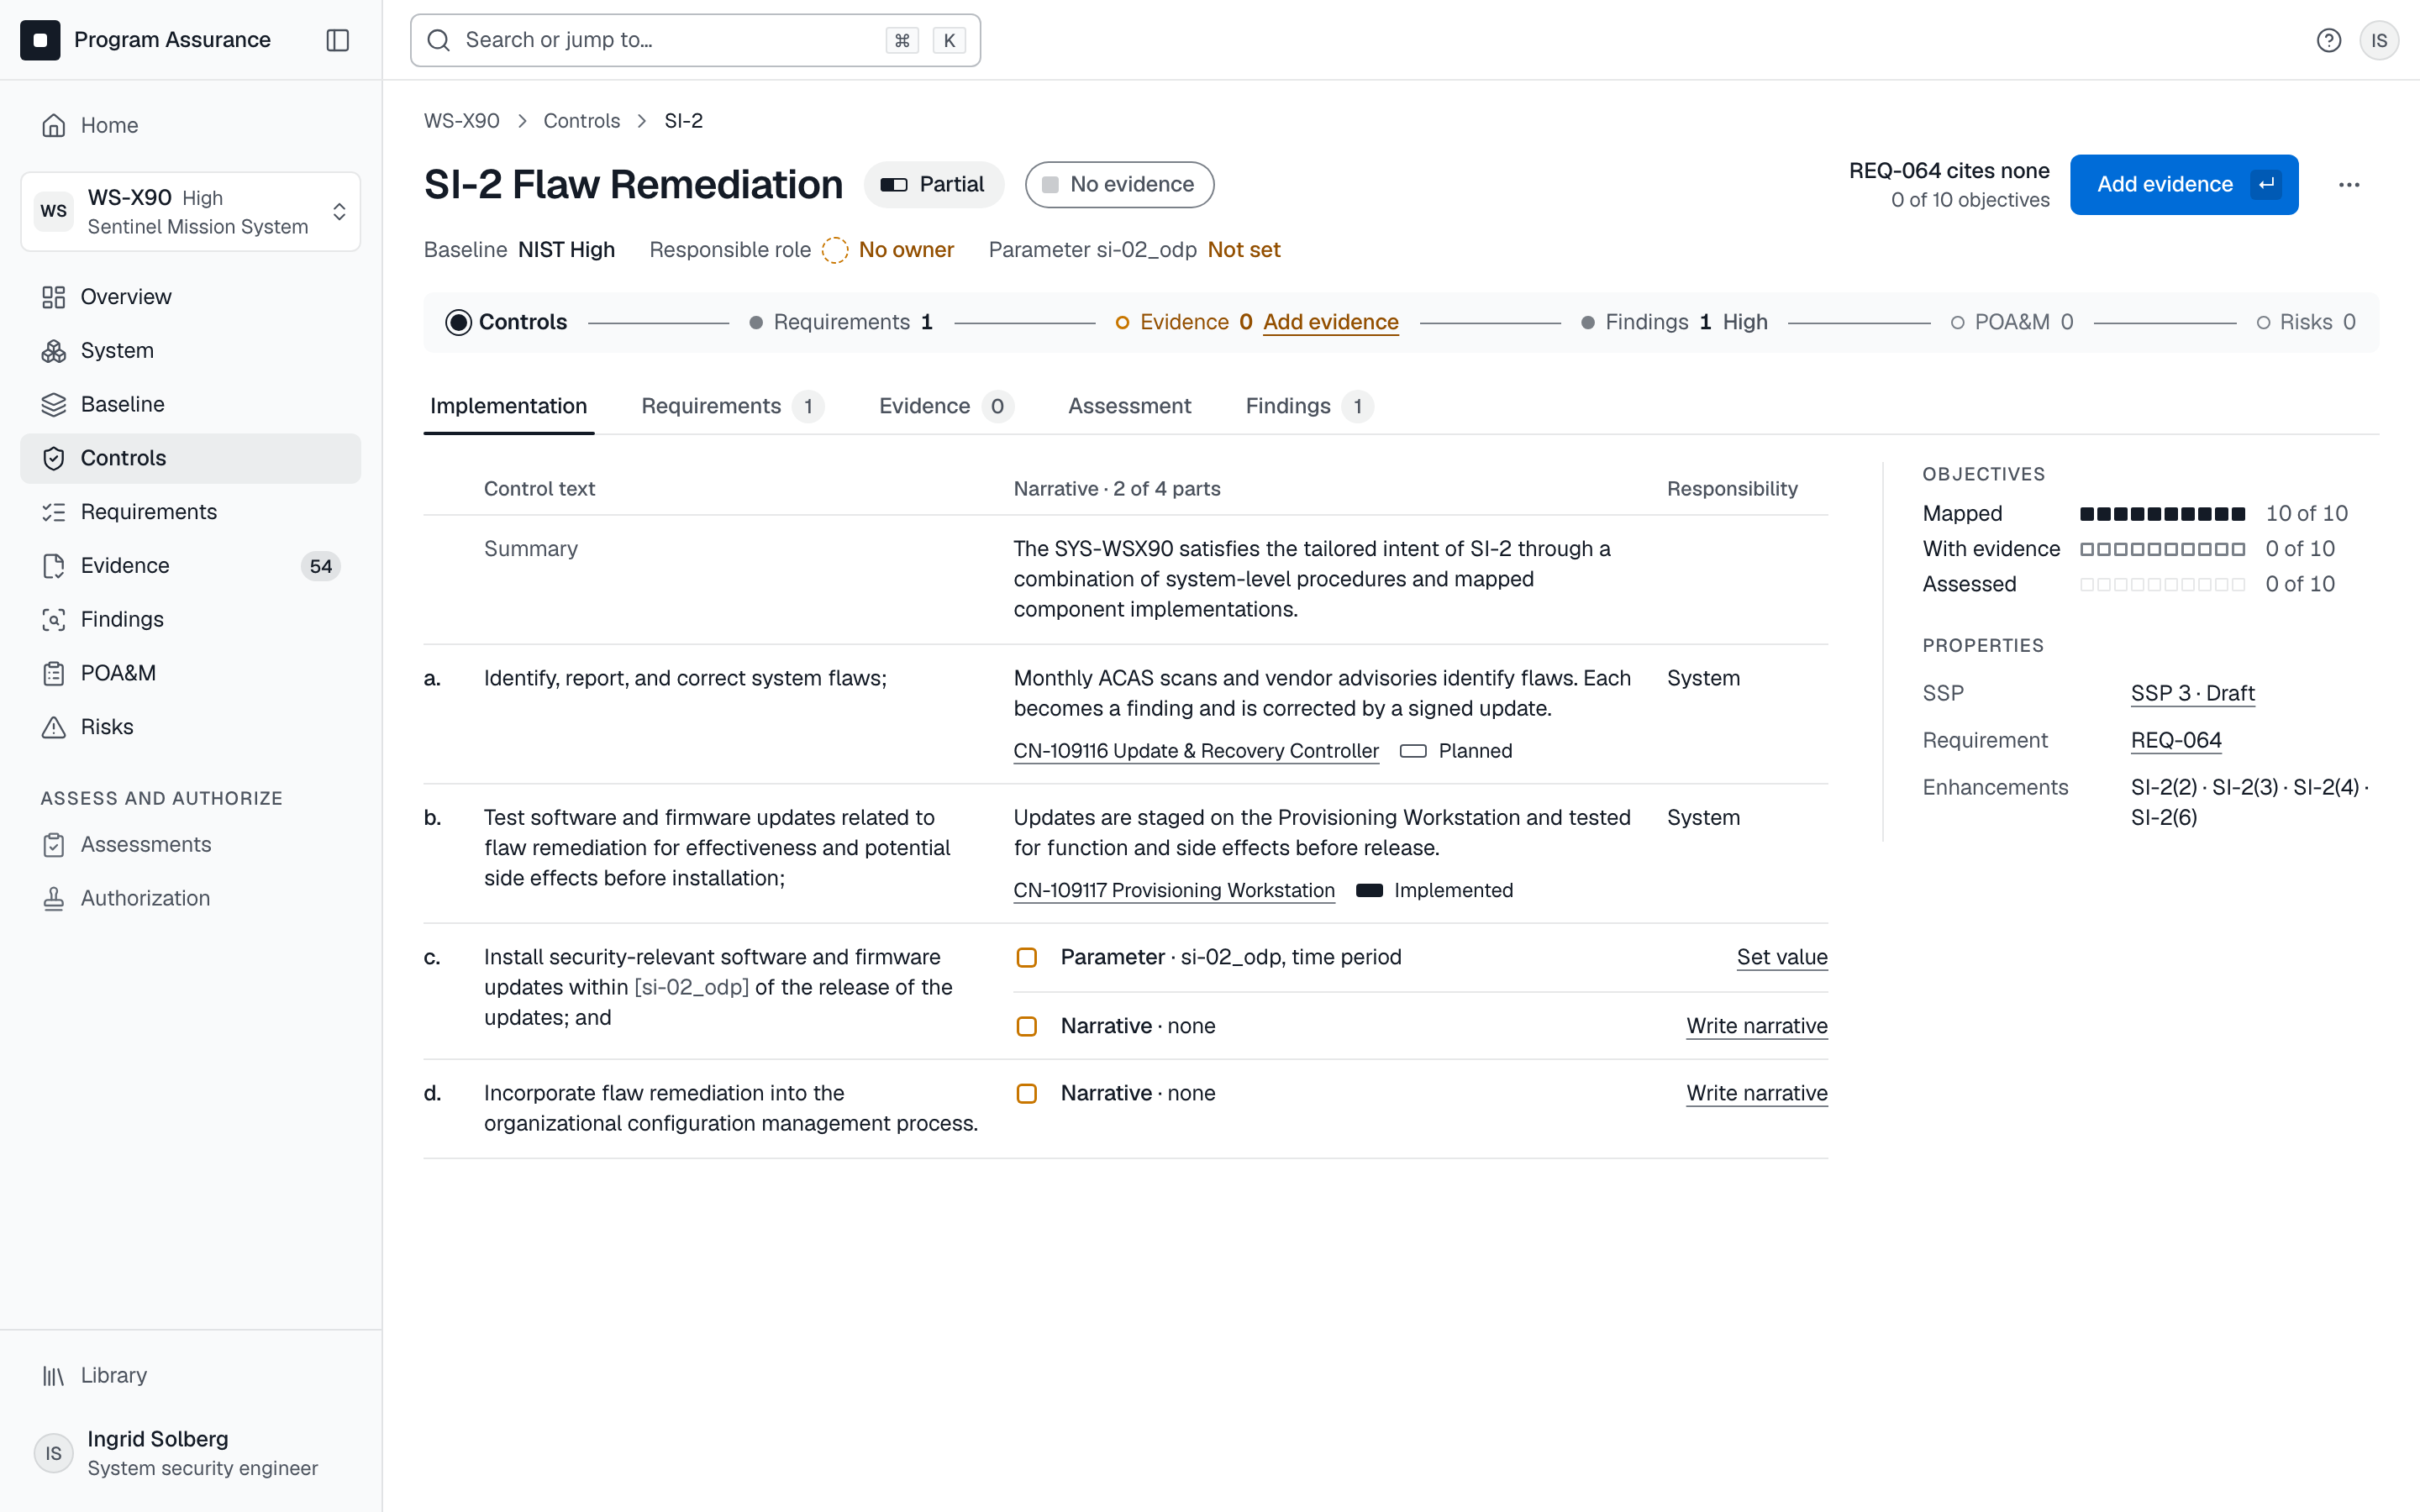 Program Assurance
Search or jump to…
⌘ K
IS
Home
WS
WS-X90 High
Sentinel Mission System
Overview
System
Baseline
Controls
Requirements
Evidence 54
Findings
POA&M
Risks
ASSESS AND AUTHORIZE
Assessments
Authorization
Library
IS
Ingrid Solberg
System security engineer
WS-X90 > Controls > SI-2
SI-2 Flaw Remediation
Partial
No evidence
REQ-064 cites none
0 of 10 objectives
Add evidence
Baseline NIST High
Responsible role No owner
Parameter si-02_odp Not set
Controls
Requirements 1
Evidence 0 Add evidence
Findings 1 High
POA&M 0
Risks 0
Implementation
Requirements 1
Evidence 0
Assessment
Findings 1
Control text
Narrative · 2 of 4 parts
Responsibility
Summary
The SYS-WSX90 satisfies the tailored intent of SI-2 through a
combination of system-level procedures and mapped
component implementations.
a.
Identify, report, and correct system flaws;
Monthly ACAS scans and vendor advisories identify flaws. Each
becomes a finding and is corrected by a signed update.
CN-109116 Update & Recovery Controller
Planned
System
b.
Test software and firmware updates related to
flaw remediation for effectiveness and potential
side effects before installation;
Updates are staged on the Provisioning Workstation and tested
for function and side effects before release.
CN-109117 Provisioning Workstation
Implemented
System
c.
Install security-relevant software and firmware
updates within [si-02_odp] of the release of the
updates; and
Parameter · si-02_odp, time period
Set value
Narrative · none
Write narrative
d.
Incorporate flaw remediation into the
organizational configuration management process.
Narrative · none
Write narrative
OBJECTIVES
Mapped 10 of 10
With evidence 0 of 10
Assessed 0 of 10
PROPERTIES
SSP
SSP 3 · Draft
Requirement
REQ-064
Enhancements
SI-2(2) · SI-2(3) · SI-2(4) ·
SI-2(6)